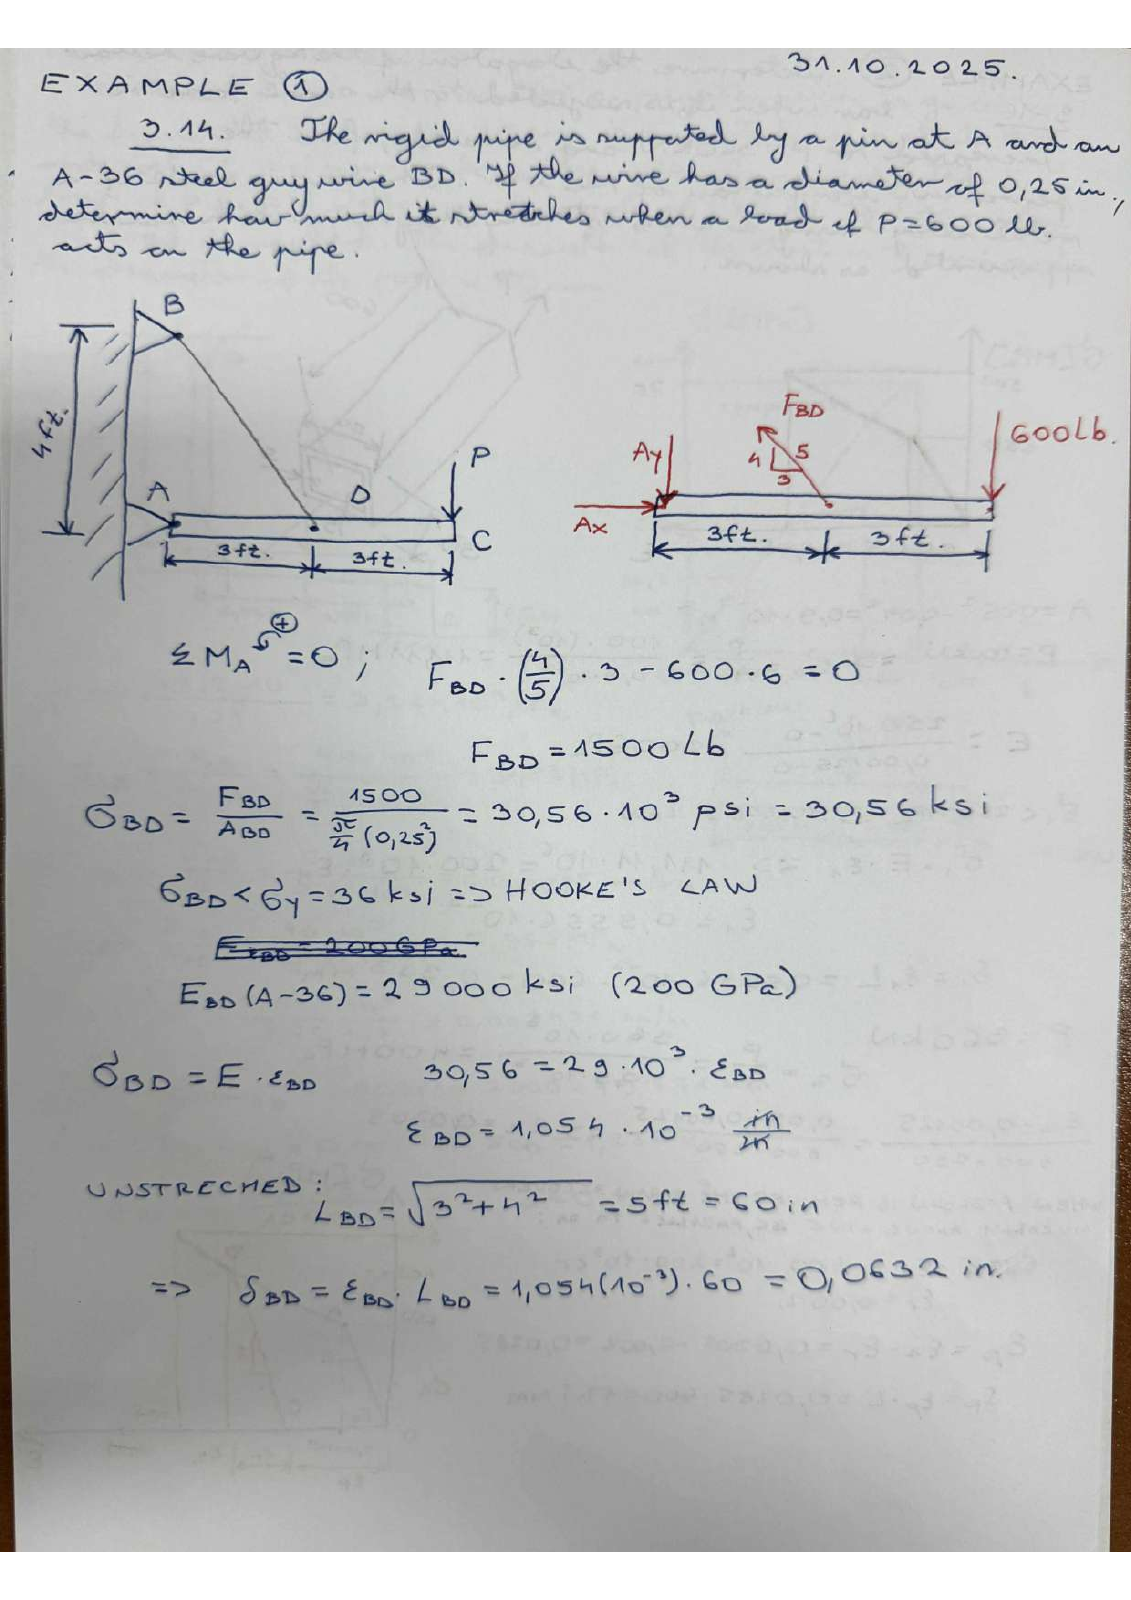 31.10.2025.
EXAMPLE 1
3.14. The rigid pipe is suppated by a pin at A and an
A-36 steel guy wire BD. If the wire has a diameter of 0,25 in.,
determine how much it stretches when a load of P=600 lb.
acts on the pipe.
B
4ft.
A
D
P
C
3ft.
3ft.
FBD
4
5
3
Ay
Ax
600Lb.
3ft.
3ft.
ΣMA + =0; FBD · (4/5) · 3 - 600 · 6 = 0
FBD = 1500 Lb
σBD = FBD/ABD = 1500/(π/4 (0,25²)) = 30,56 · 10³ psi = 30,56 ksi
σBD < σy = 36 ksi => HOOKE'S LAW
EBD (A-36) = 29000 ksi (200 GPa)
σBD = E · εBD 30,56 = 29 · 10³ · εBD
εBD = 1,054 · 10⁻³ in/in
UNSTRECHED:
LBD = √3²+4² = 5ft = 60 in
=> δBD = εBD · LBD = 1,054(10⁻³) · 60 = 0,0632 in.